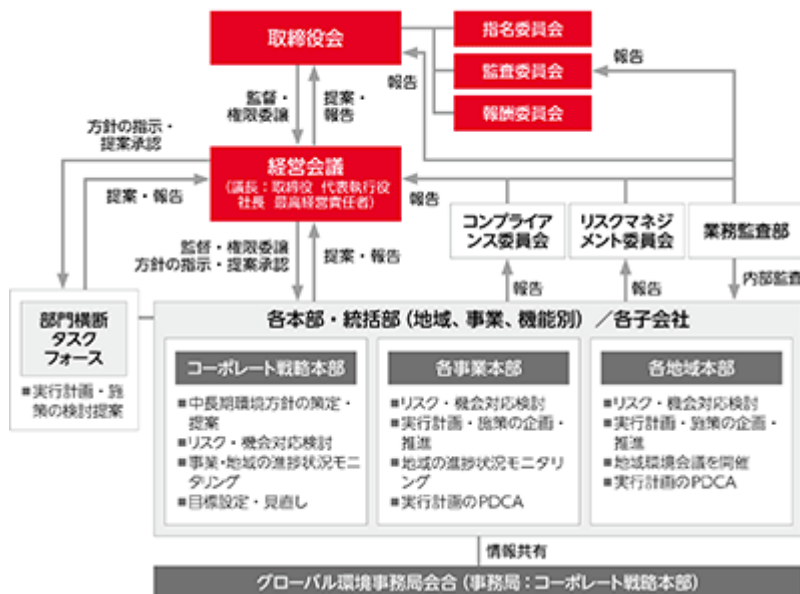 取締役会
指名委員会
監査委員会
報酬委員会
報告
報告
監督・
権限委譲
提案・
報告
方針の指示・
提案承認
経営会議
(議長：取締役 代表執行役
社長 最高経営責任者)
提案・報告
報告
コンプライ
アンス委員会
リスクマネジ
メント委員会
業務監査部
監督・権限委譲
方針の指示・提案承認
提案・報告
報告
報告
内部監査
部門横断
タスク
フォース
■実行計画・施
策の検討提案
各本部・統括部（地域、事業、機能別）／各子会社
コーポレート戦略本部
■中長期環境方針の策定・
提案
■リスク・機会対応検討
■事業・地域の進捗状況モニ
タリング
■目標設定・見直し
各事業本部
■リスク・機会対応検討
■実行計画・施策の企画・
推進
■地域の進捗状況モニタリ
ング
■実行計画のPDCA
各地域本部
■リスク・機会対応検討
■実行計画・施策の企画・
推進
■地域環境会議を開催
■実行計画のPDCA
情報共有
グローバル環境事務局会合（事務局：コーポレート戦略本部）